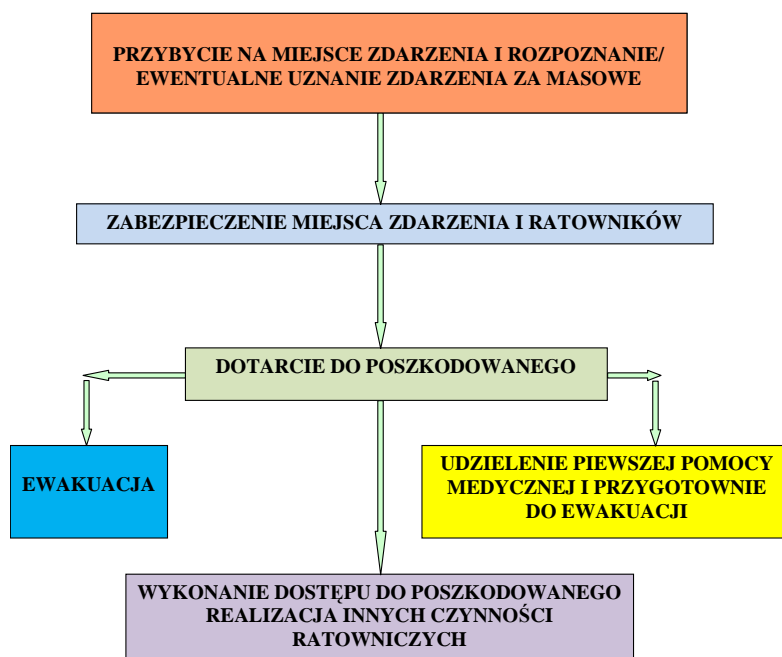 PRZYBYCIE NA MIEJSCE ZDARZENIA I ROZPOZNANIE/
EWENTUALNE UZNANIE ZDARZENIA ZA MASOWE
ZABEZPIECZENIE MIEJSCA ZDARZENIA I RATOWNIKÓW
DOTARCIE DO POSZKODOWANEGO
EWAKUACJA
UDZIELENIE PIEWSZEJ POMOCY
MEDYCZNEJ I PRZYGOTOWNIE
DO EWAKUACJI
WYKONANIE DOSTĘPU DO POSZKODOWANEGO
REALIZACJA INNYCH CZYNNOŚCI
RATOWNICZYCH